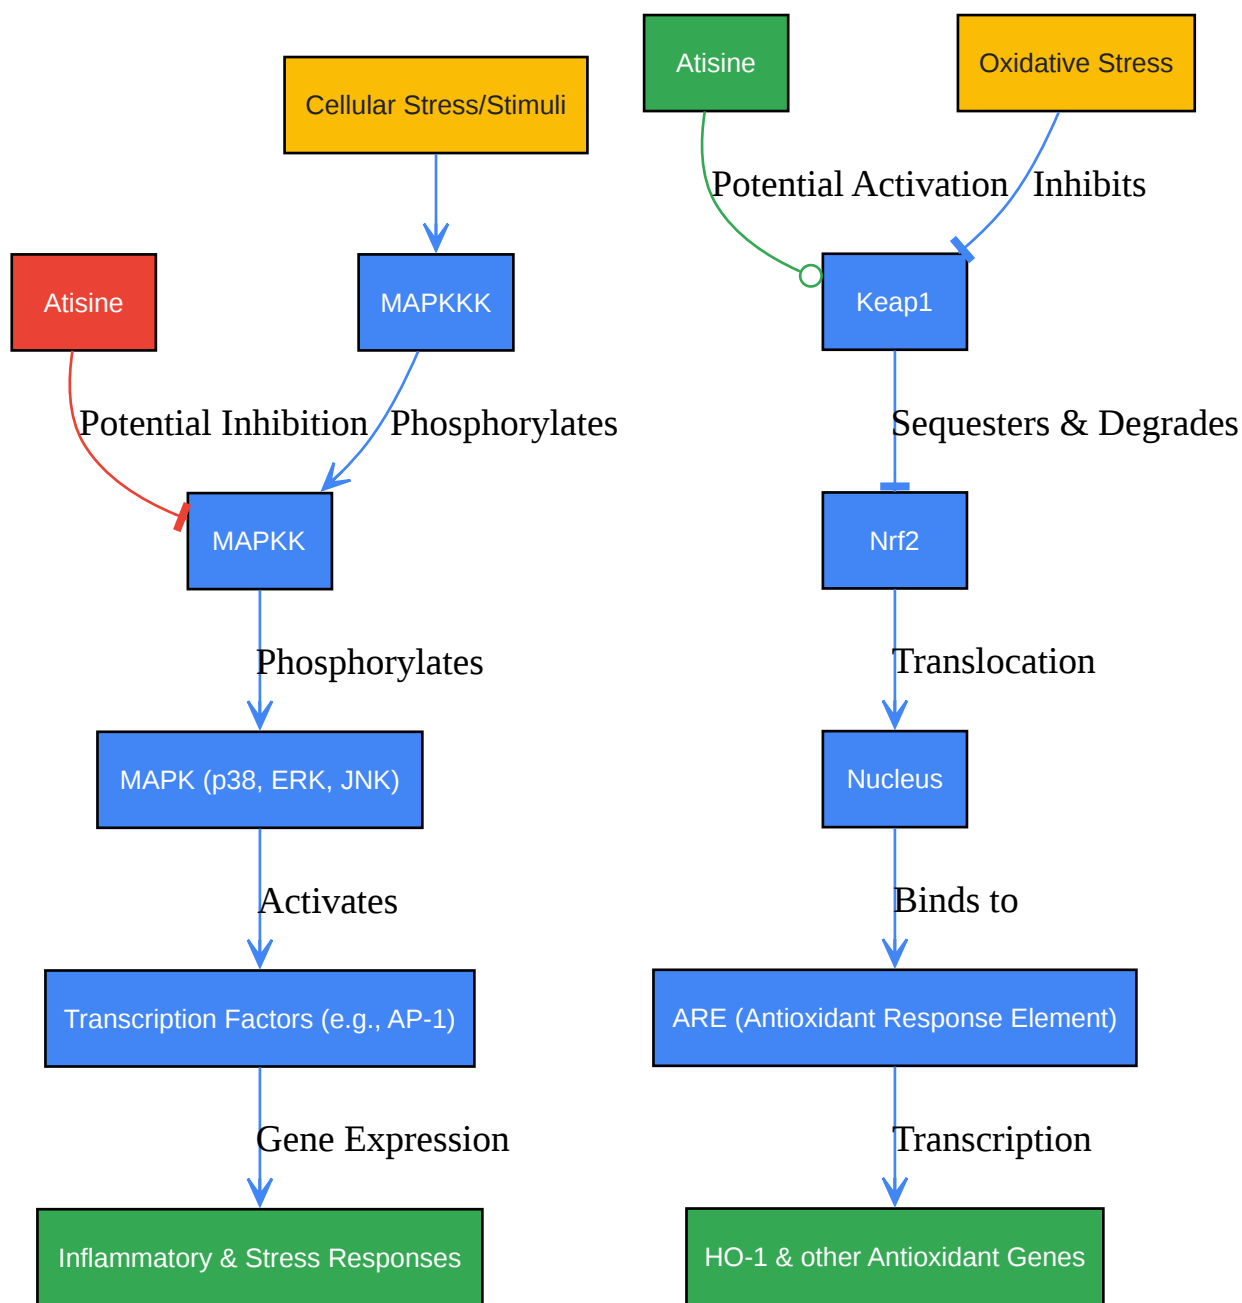 Cellular Stress/Stimuli
Atisine
MAPKKK
Potential Inhibition
Phosphorylates
MAPKK
Phosphorylates
MAPK (p38, ERK, JNK)
Activates
Transcription Factors (e.g., AP-1)
Gene Expression
Inflammatory & Stress Responses
Atisine
Oxidative Stress
Potential Activation
Inhibits
Keap1
Sequesters & Degrades
Nrf2
Translocation
Nucleus
Binds to
ARE (Antioxidant Response Element)
Transcription
HO-1 & other Antioxidant Genes